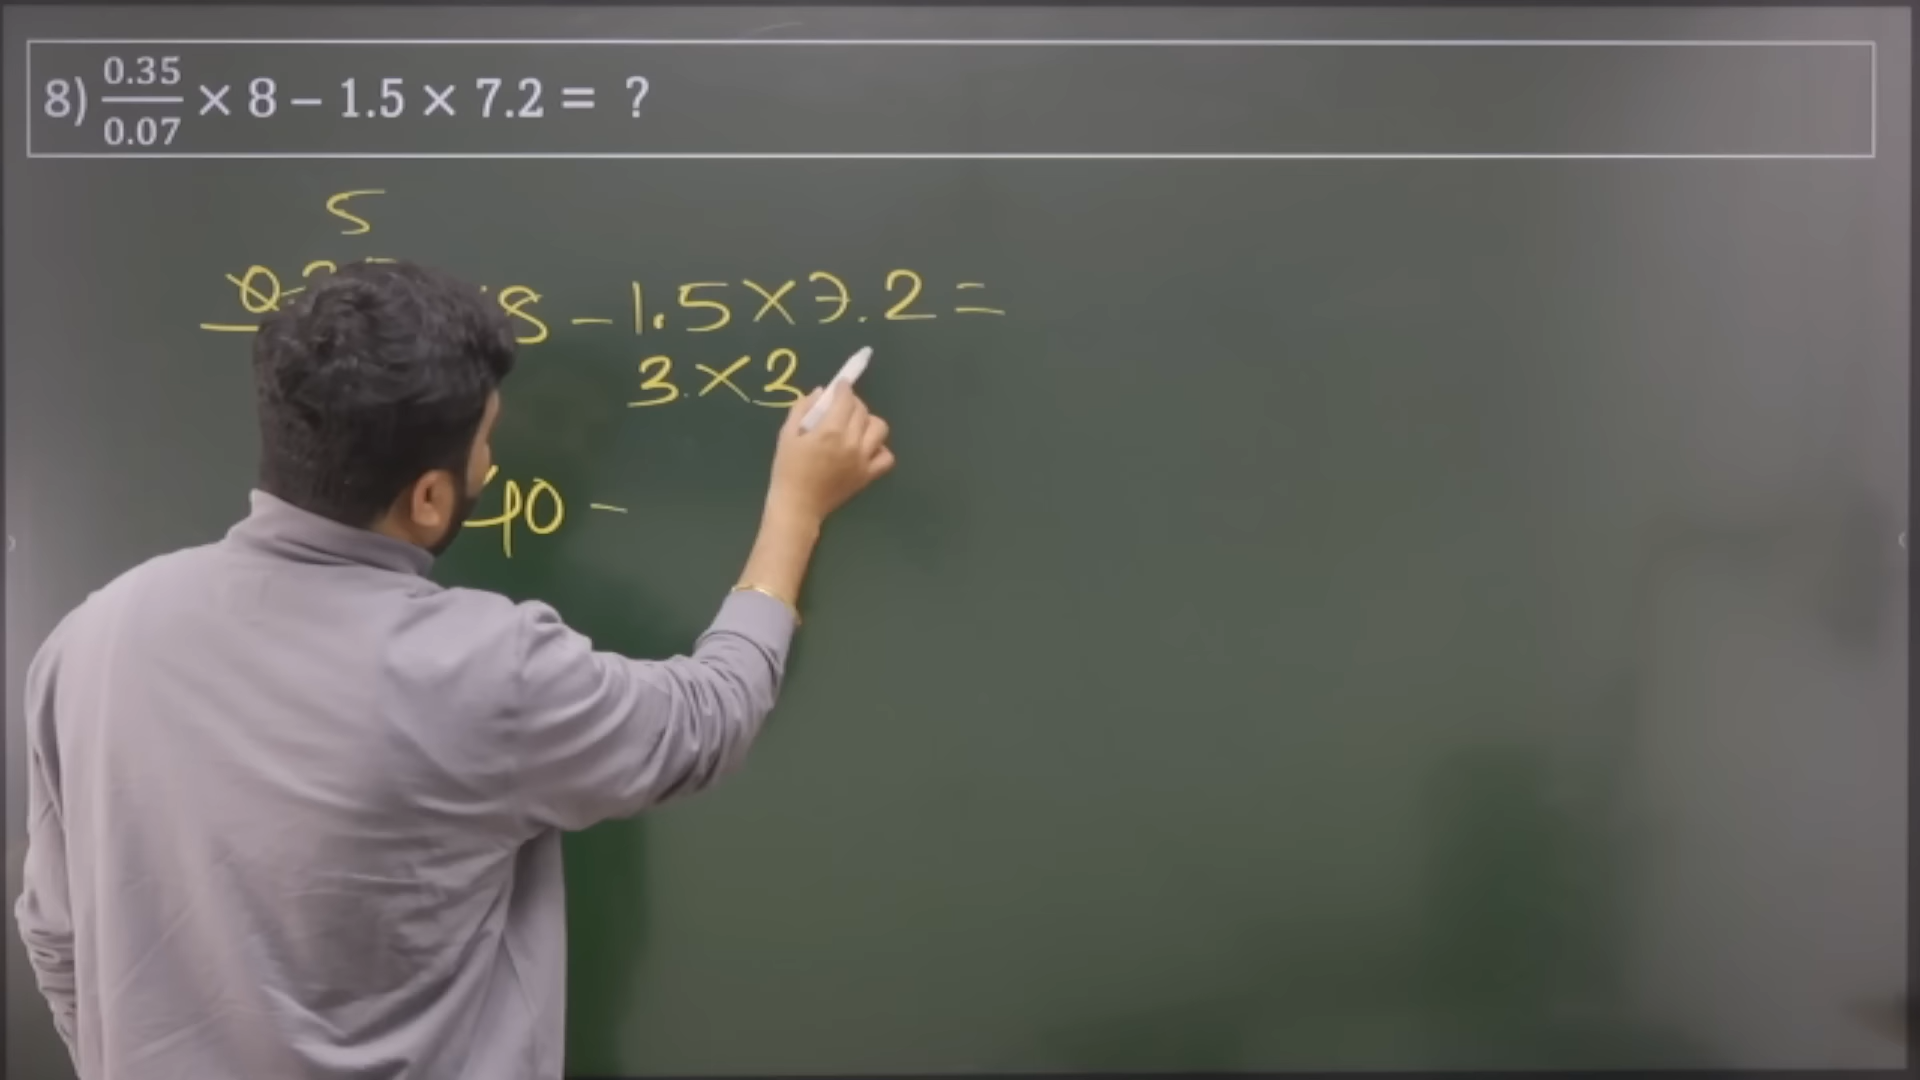 8) 0.35/0.07 × 8 – 1.5 × 7.2 = ?
5
8 – 1.5 × 7.2 =
3 × 3
40 –